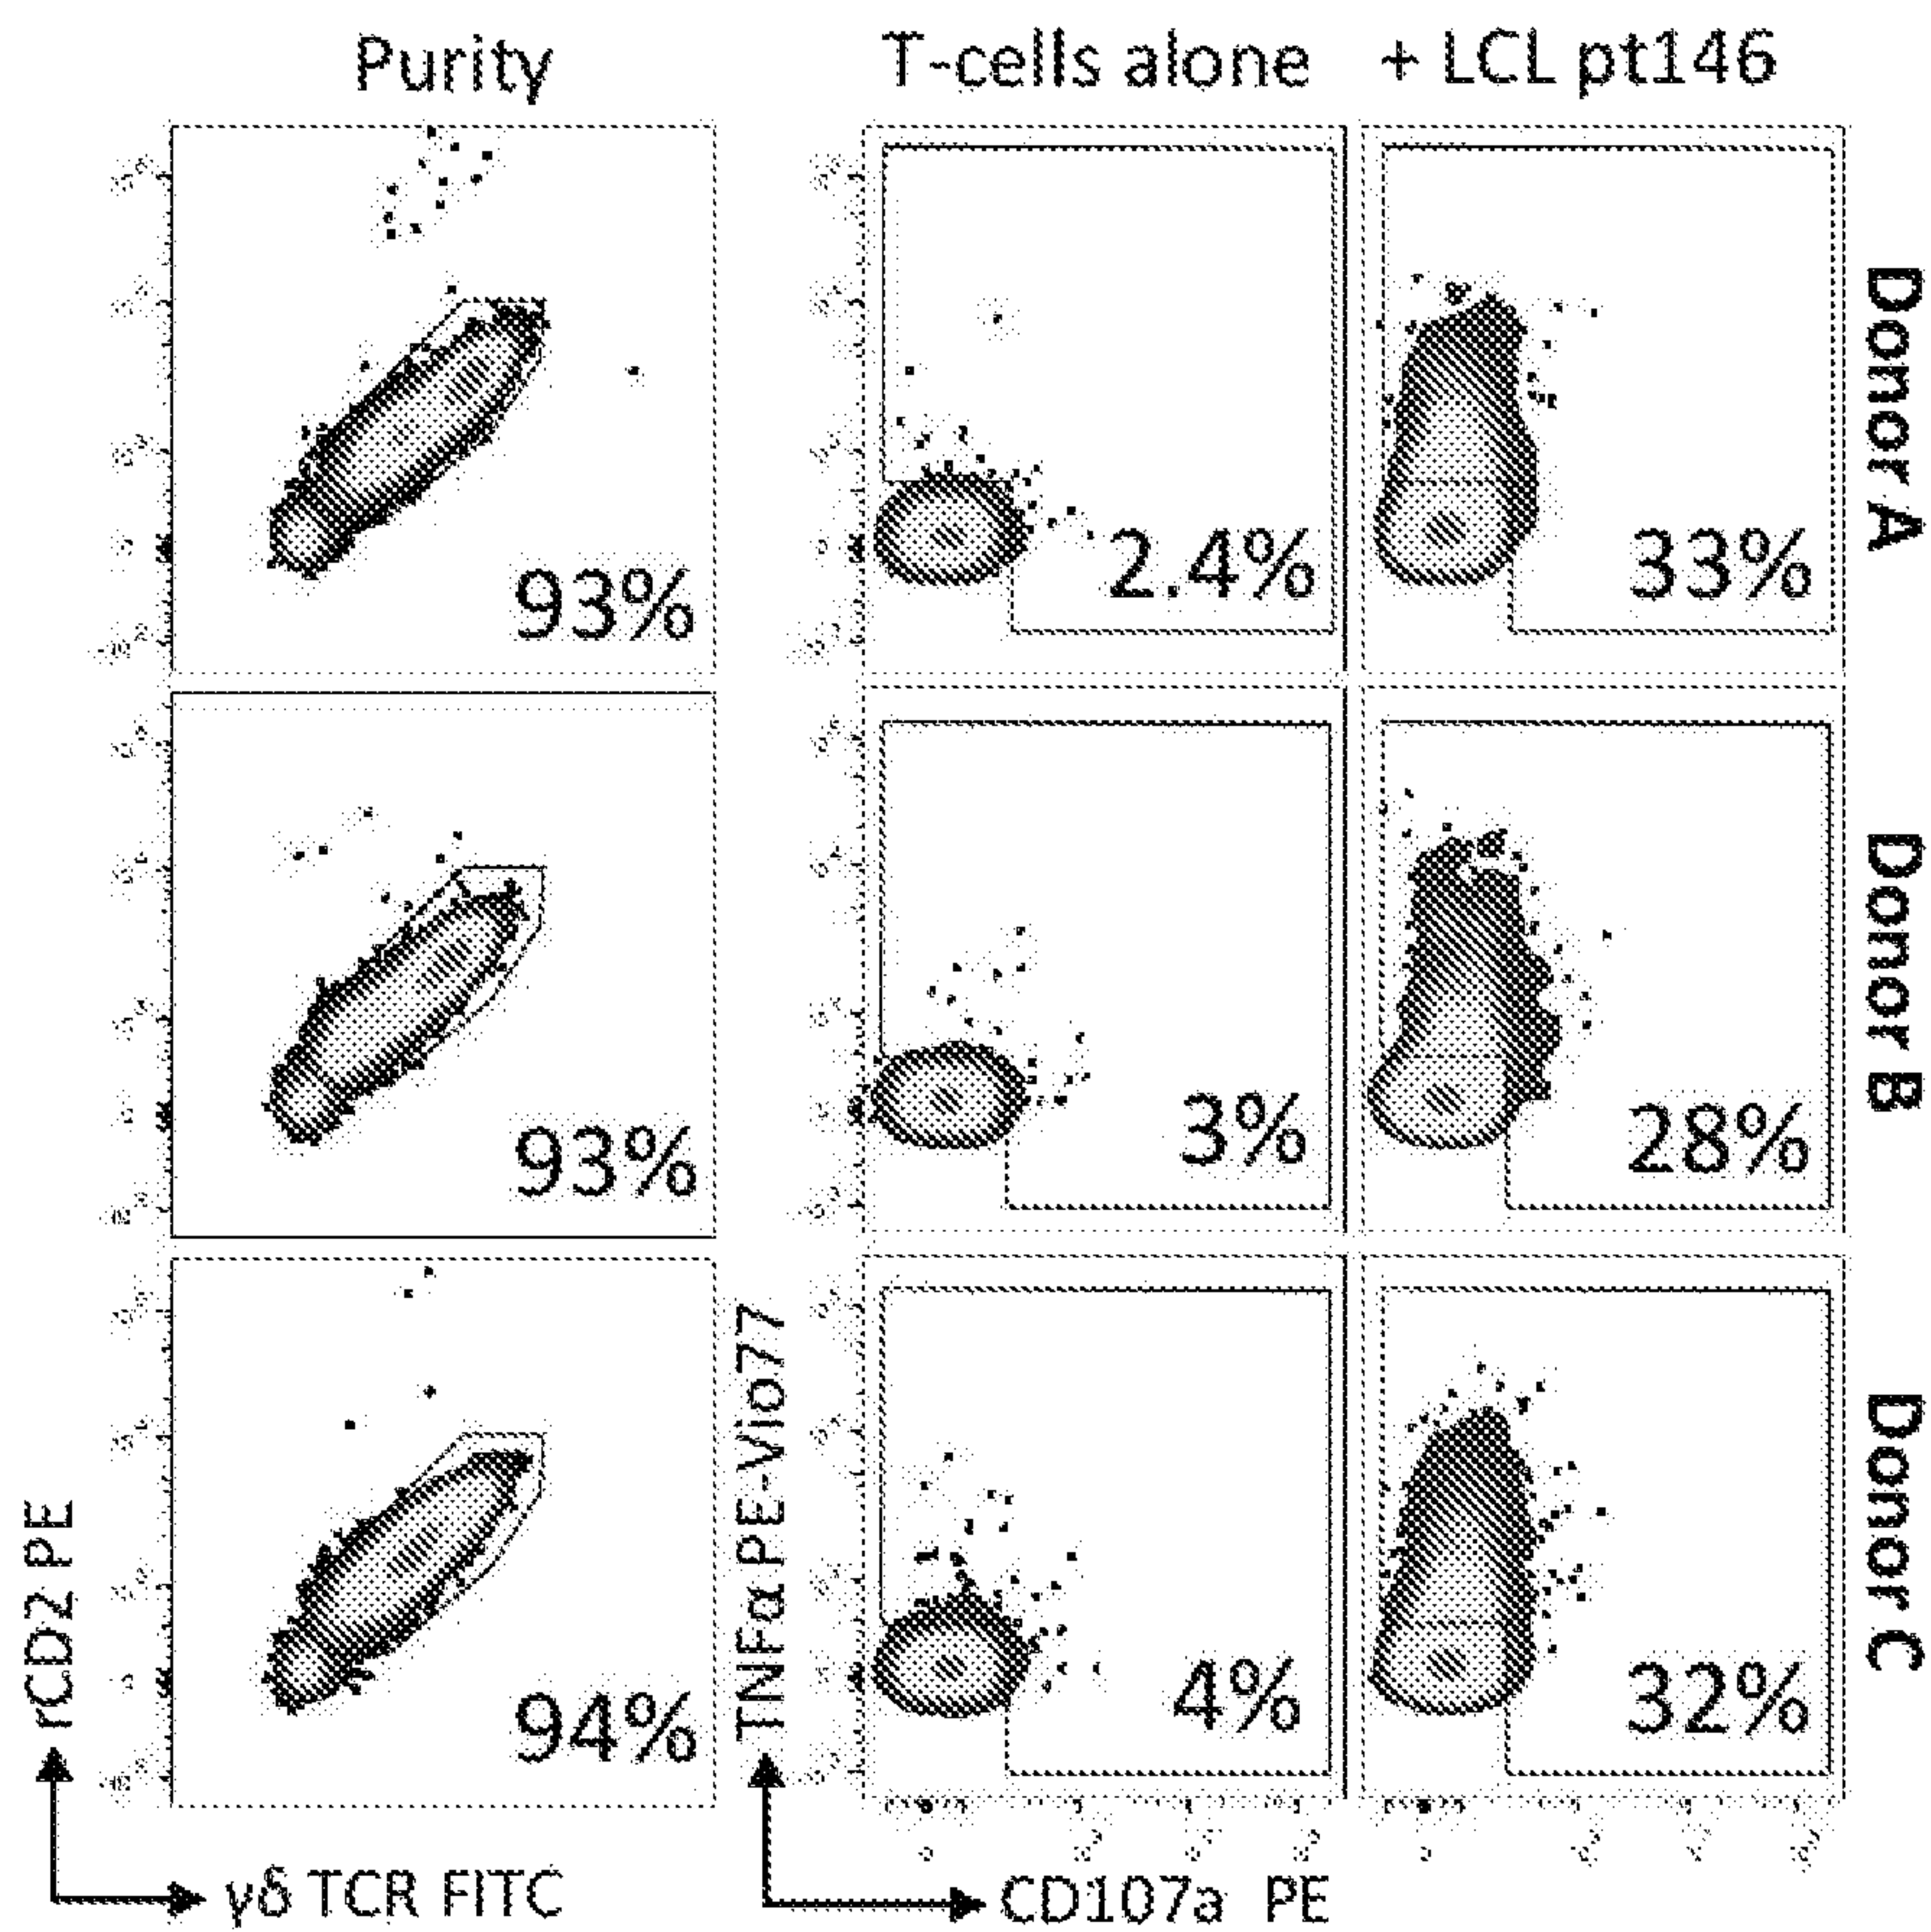 Purity
T-cells alone
+ LCL pt146
93%
2.4%
33%
Donor A
93%
3%
28%
Donor B
94%
4%
32%
Donor C
rCD2 PE
γδ TCR FITC
TNFα PE-Vio77
CD107a PE